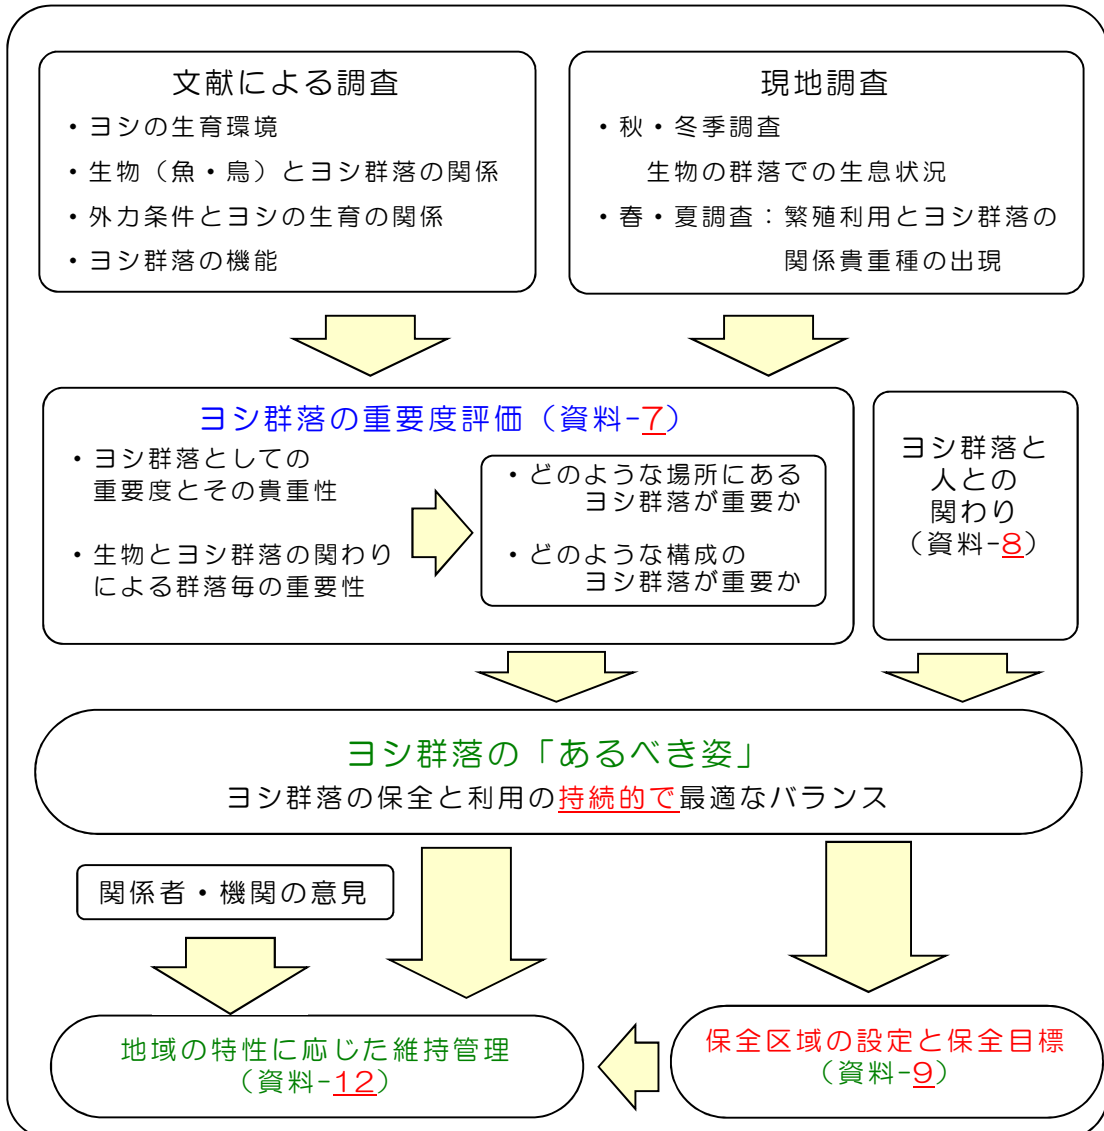 文献による調査
・ヨシの生育環境
・生物（魚・鳥）とヨシ群落の関係
・外力条件とヨシの生育の関係
・ヨシ群落の機能
現地調査
・秋・冬季調査
生物の群落での生息状況
・春・夏調査：繁殖利用とヨシ群落の
関係貴重種の出現
ヨシ群落の重要度評価（資料-7）
・ヨシ群落としての
重要度とその貴重性
・生物とヨシ群落の関わり
による群落毎の重要性
・どのような場所にある
ヨシ群落が重要か
・どのような構成の
ヨシ群落が重要か
ヨシ群落と
人との
関わり
（資料-8）
ヨシ群落の「あるべき姿」
ヨシ群落の保全と利用の持続的で最適なバランス
関係者・機関の意見
地域の特性に応じた維持管理
（資料-12）
保全区域の設定と保全目標
（資料-9）